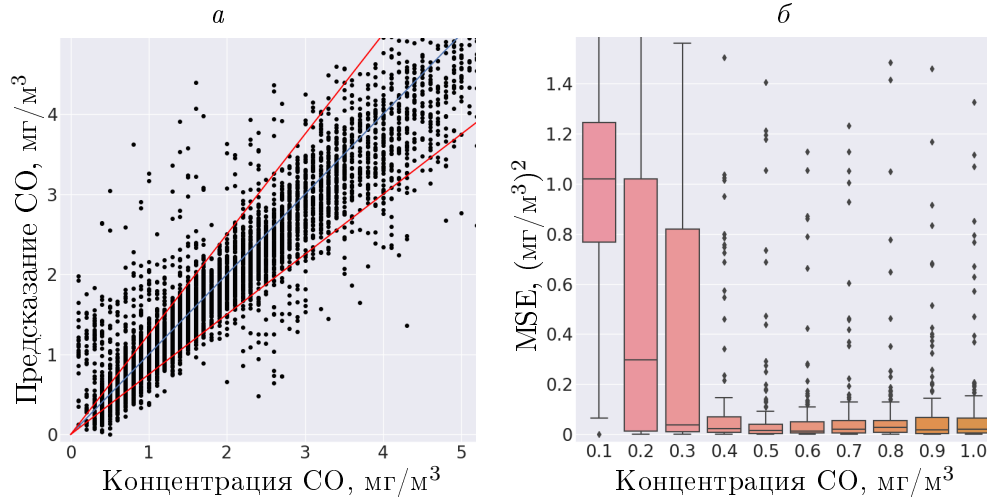 а
Предсказание CO, мг/м³
4
3
2
1
0
0 1 2 3 4 5
Концентрация CO, мг/м³
б
MSE, (мг/м³)²
1.4
1.2
1.0
0.8
0.6
0.4
0.2
0
0.1 0.2 0.3 0.4 0.5 0.6 0.7 0.8 0.9 1.0
Концентрация CO, мг/м³